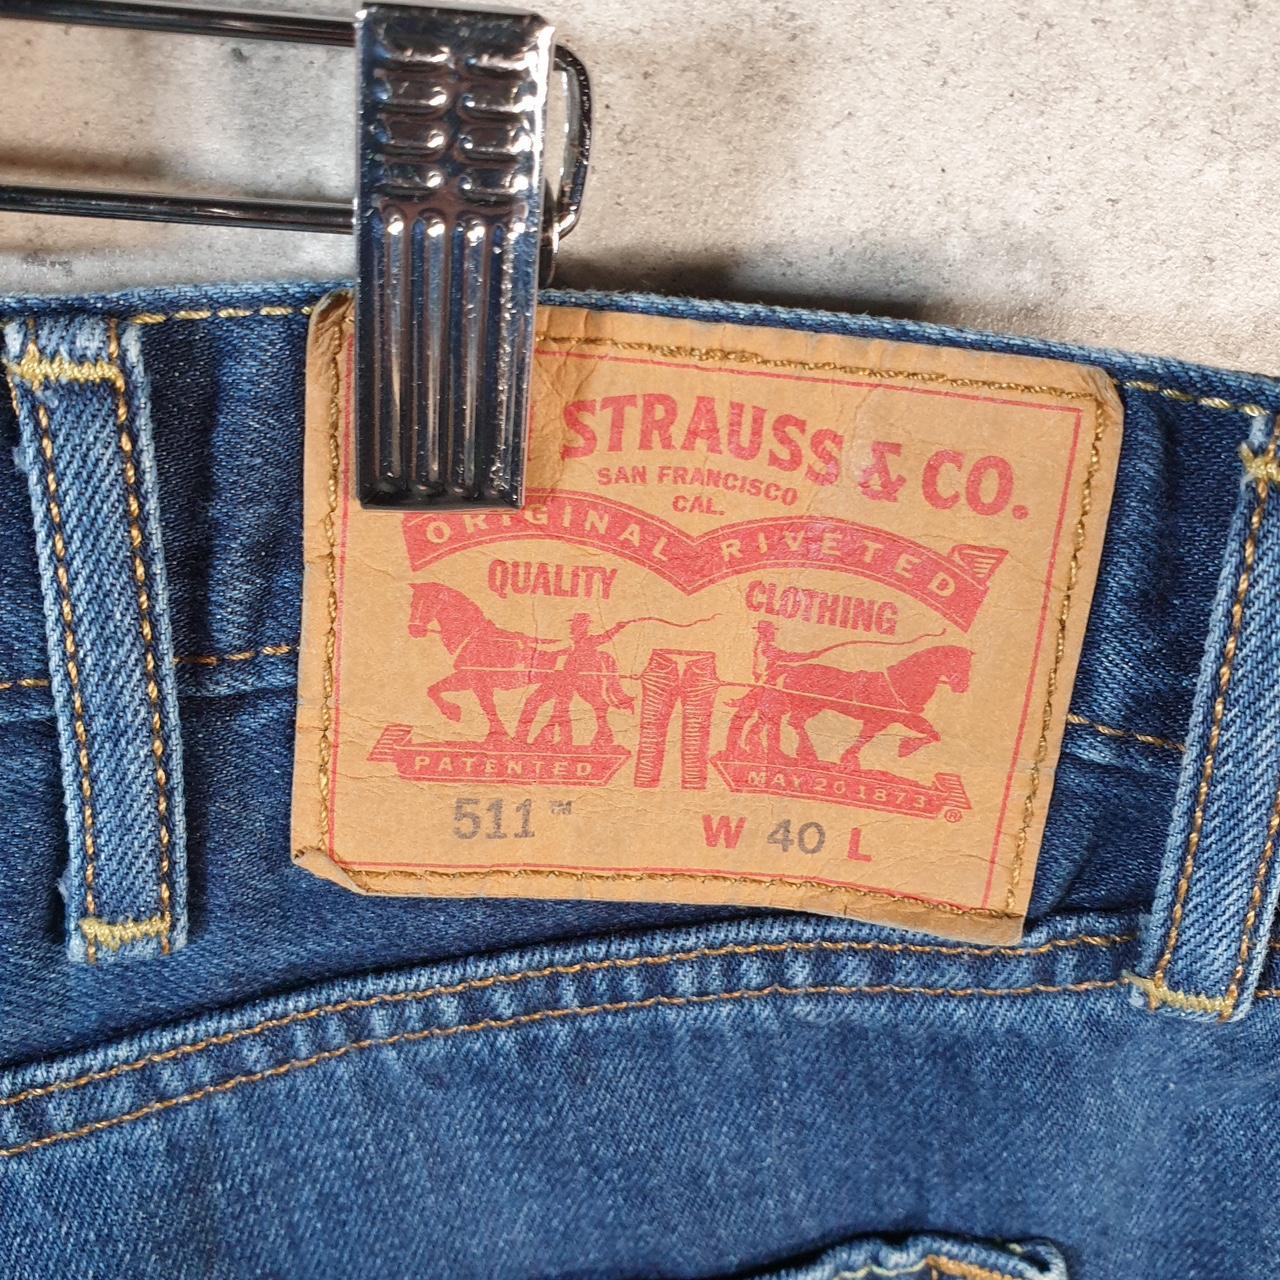 STRAUSS & CO.
SAN FRANCISCO
CAL.
ORIGINAL RIVETED
QUALITY CLOTHING
PATENTED MAY 20 1873 ®
511™ W 40 L